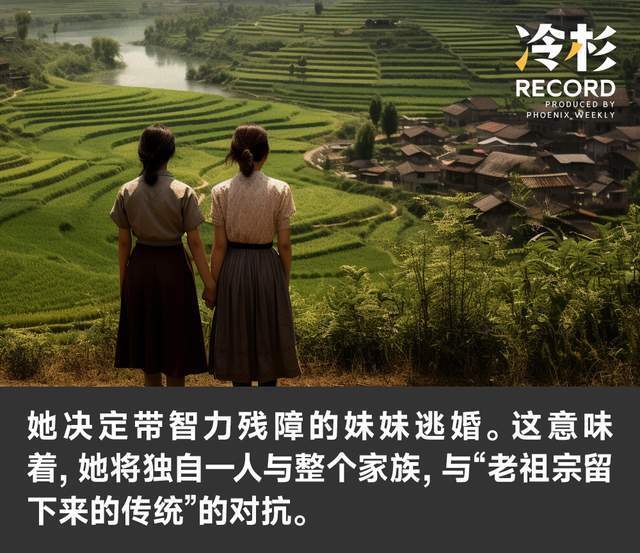 冷杉
RECORD
PRODUCED BY
PHOENIX WEEKLY
她决定带智力残障的妹妹逃婚。这意味
着，她将独自一人与整个家族，与“老祖宗留
下来的传统”的对抗。